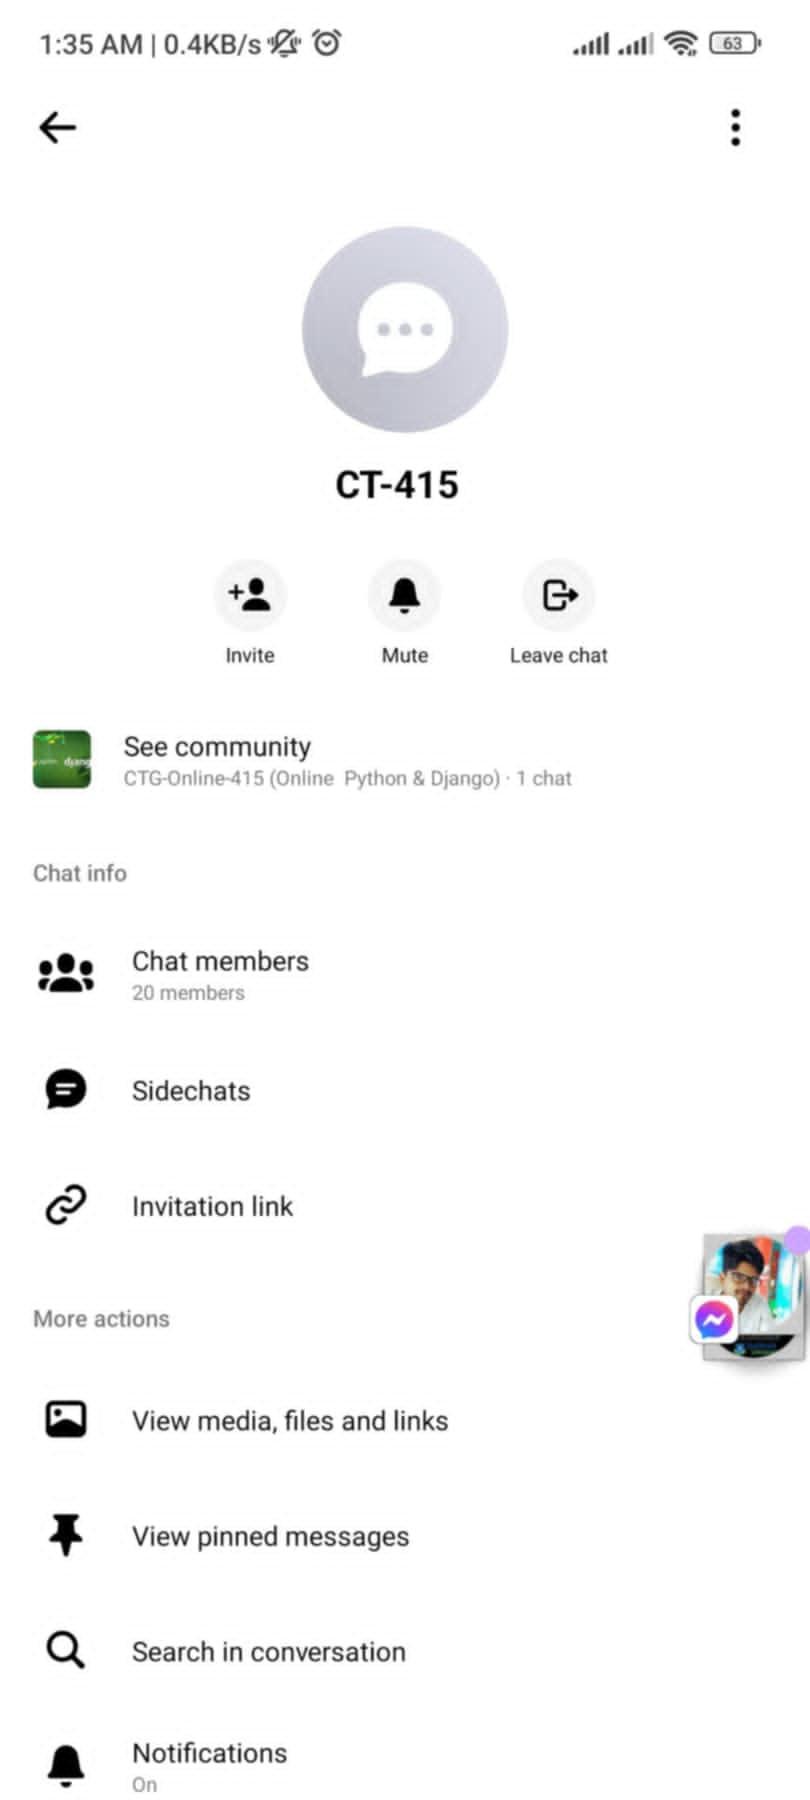 1:35 AM | 0.4KB/s
63
CT-415
Invite
Mute
Leave chat
See community
CTG-Online-415 (Online Python & Django) · 1 chat
Chat info
Chat members
20 members
Sidechats
Invitation link
More actions
View media, files and links
View pinned messages
Search in conversation
Notifications
On